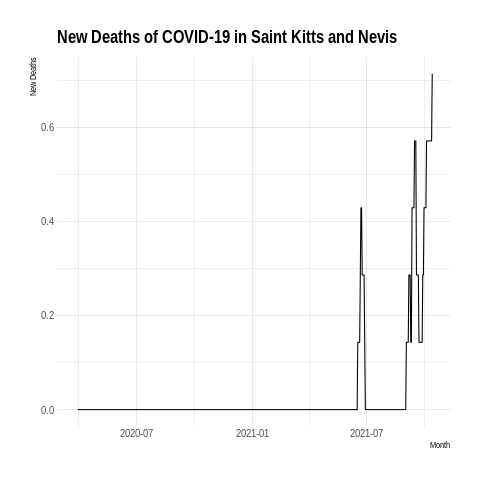 New Deaths of COVID-19 in Saint Kitts and Nevis
New Deaths
0.6
0.4
0.2
0.0
2020-07 2021-01 2021-07
Month